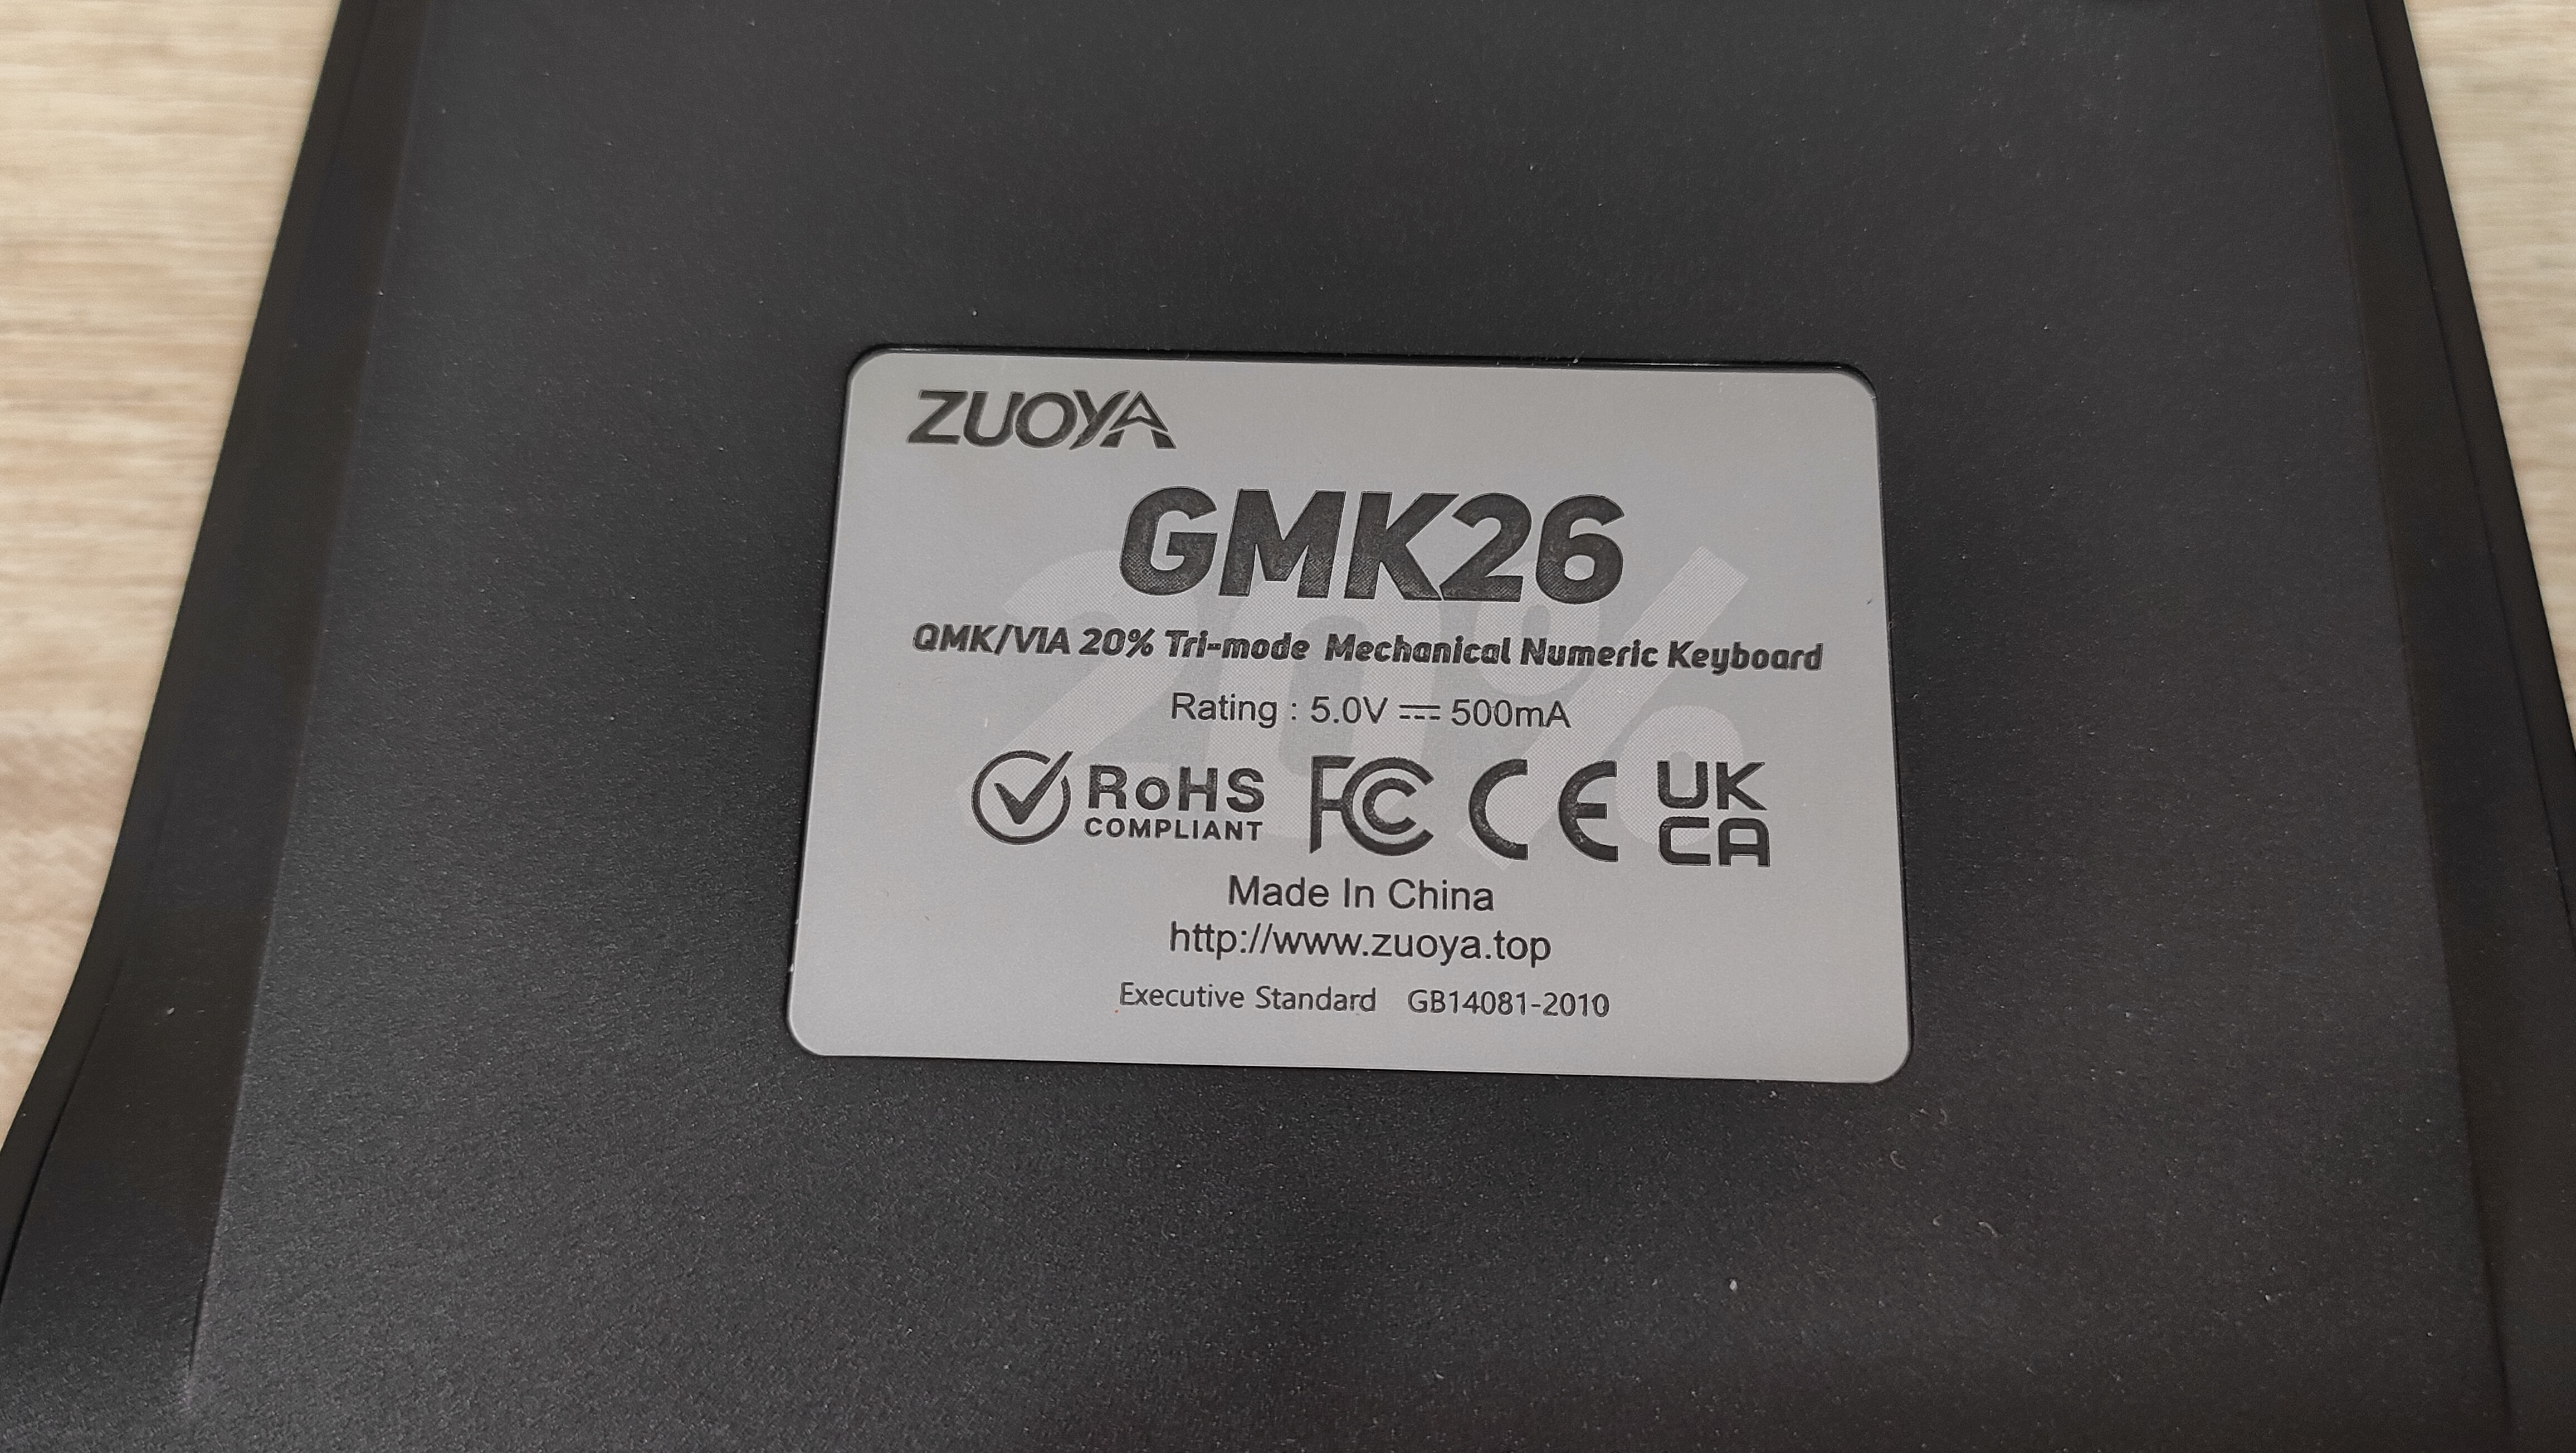 ZUOYA
GMK26
20%
QMK/VIA 20% Tri-mode Mechanical Numeric Keyboard
Rating : 5.0V ⎓ 500mA
RoHS
COMPLIANT
FC CE UK
CA
Made In China
http://www.zuoya.top
Executive Standard GB14081-2010